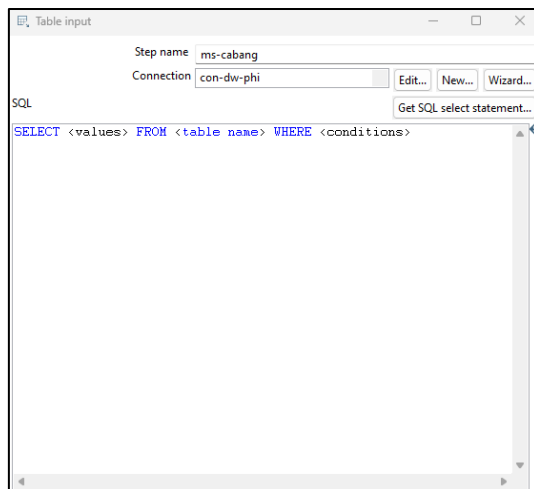 Table input
Step name ms-cabang
Connection con-dw-phi Edit... New... Wizard...
SQL Get SQL select statement...
SELECT <values> FROM <table name> WHERE <conditions>